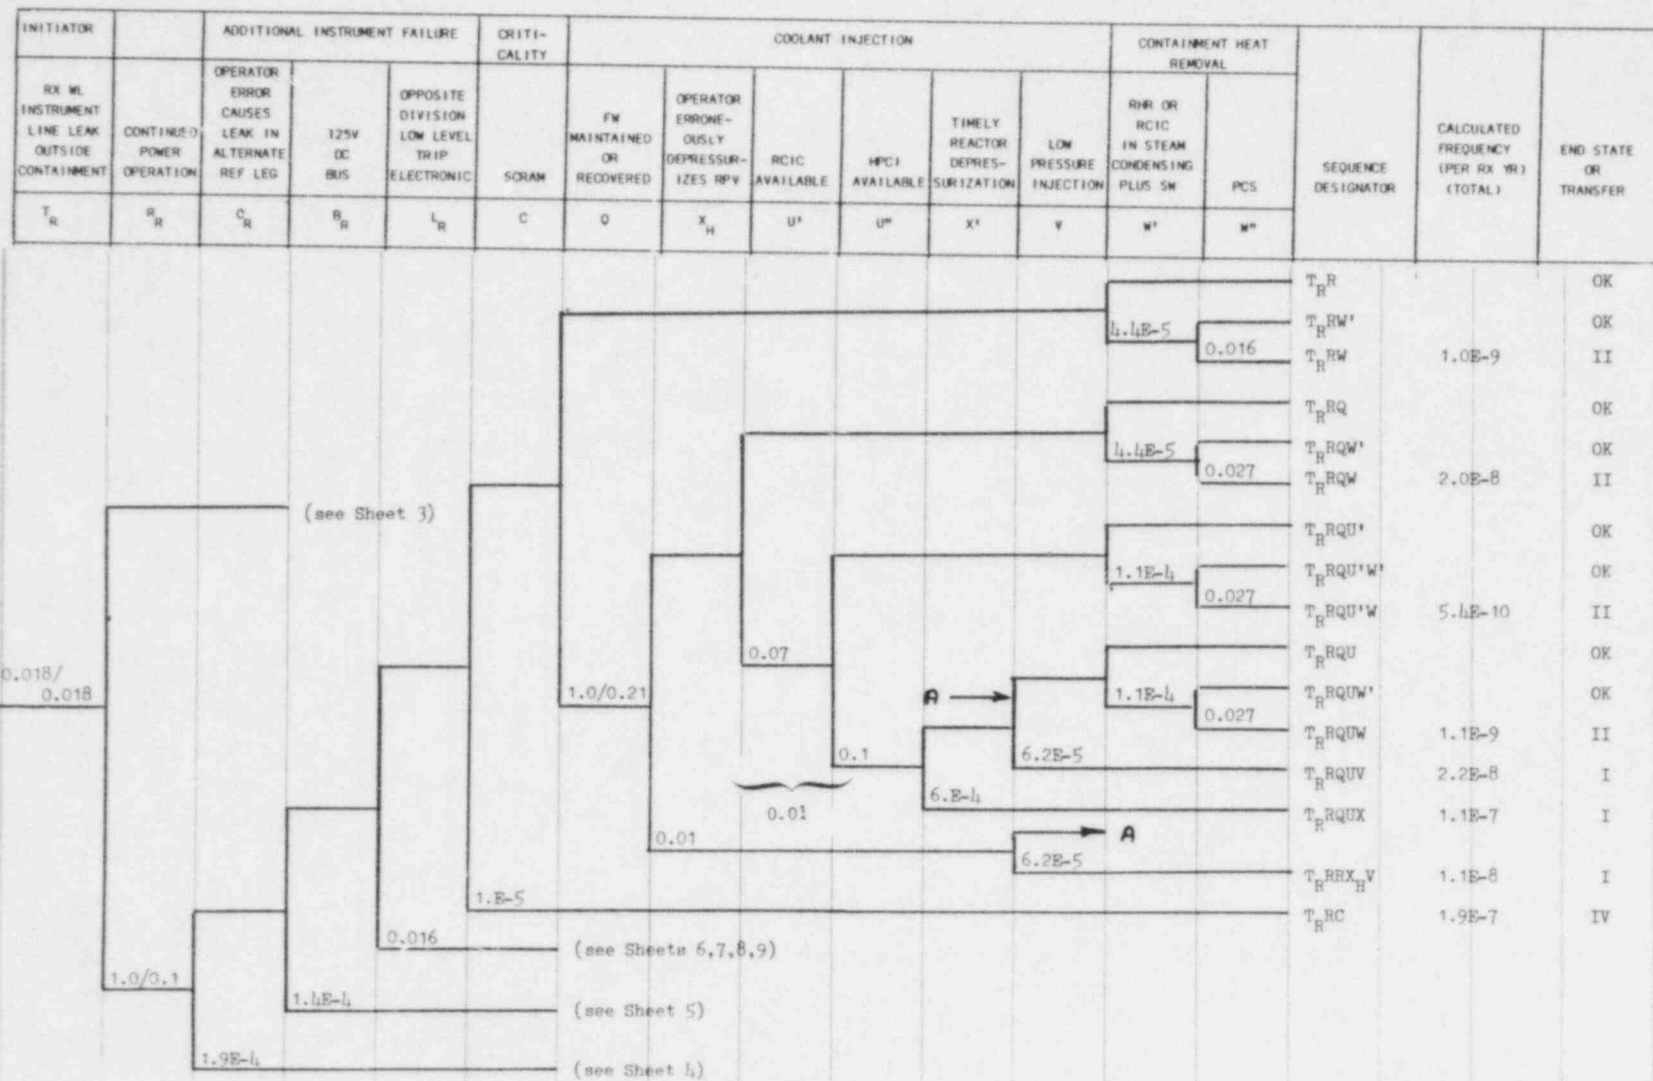 INITIATOR
ADDITIONAL INSTRUMENT FAILURE
CRITI-
CALITY
COOLANT INJECTION
CONTAINMENT HEAT
REMOVAL
RX WL
INSTRUMENT
LINE LEAK
OUTSIDE
CONTAINMENT
CONTINUED
POWER
OPERATION
OPERATOR
ERROR
CAUSES
LEAK IN
ALTERNATE
REF LEG
125V
DC
BUS
OPPOSITE
DIVISION
LOW LEVEL
TRIP
ELECTRONIC
SCRAM
FW
MAINTAINED
OR
RECOVERED
OPERATOR
ERRONE-
OUSLY
DEPRESSUR-
IZES RPV
RCIC
AVAILABLE
HPCI
AVAILABLE
TIMELY
REACTOR
DEPRES-
SURIZATION
LOW
PRESSURE
INJECTION
RHR OR
RCIC
IN STEAM
CONDENSING
PLUS SW
PCS
SEQUENCE
DESIGNATOR
CALCULATED
FREQUENCY
(PER RX YR)
(TOTAL)
END STATE
OR
TRANSFER
T_R R_R C_R B_R L_R C Q X_H U' U" X' V W' W"
T_RR OK
4.4E-5
T_RRW' OK
0.016
T_RRW 1.0E-9 II
T_RRQ OK
4.4E-5
T_RRQW' OK
0.027
T_RRQW 2.0E-8 II
(see Sheet 3)
T_RRQU' OK
1.1E-4
T_RRQU'W' OK
0.027
T_RRQU'W 5.4E-10 II
0.07
T_RRQU OK
0.018/
0.018
1.0/0.21
A
1.1E-4
T_RRQUW' OK
0.027
T_RRQUW 1.1E-9 II
0.1
6.2E-5
T_RRQUV 2.2E-8 I
6.E-4
0.01
T_RRQUX 1.1E-7 I
0.01
A
6.2E-5
T_RRRX_HV 1.1E-8 I
1.E-5
T_RRC 1.9E-7 IV
0.016
(see Sheets 6,7,8,9)
1.0/0.1
1.4E-4
(see Sheet 5)
1.9E-4
(see Sheet 4)